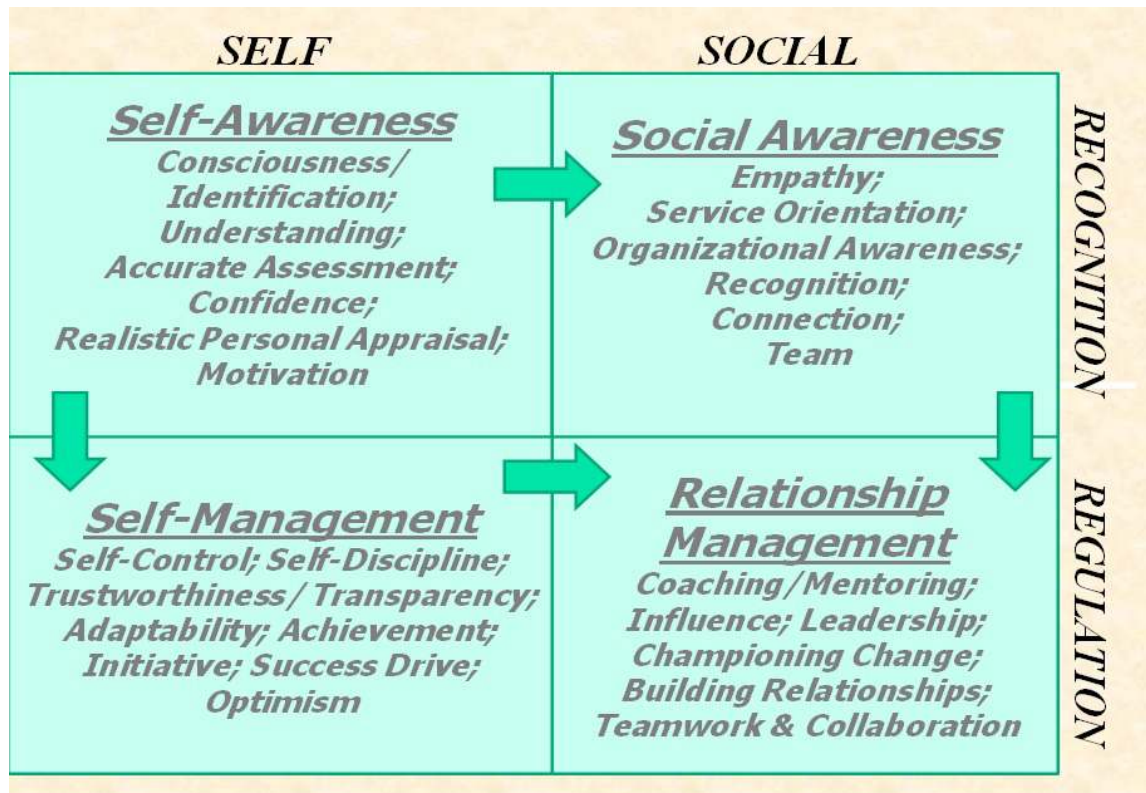 SELF
SOCIAL
Self-Awareness
Consciousness/
Identification;
Understanding;
Accurate Assessment;
Confidence;
Realistic Personal Appraisal;
Motivation
Social Awareness
Empathy;
Service Orientation;
Organizational Awareness;
Recognition;
Connection;
Team
RECOGNITION
Self-Management
Self-Control; Self-Discipline;
Trustworthiness/ Transparency;
Adaptability; Achievement;
Initiative; Success Drive;
Optimism
Relationship
Management
Coaching/Mentoring;
Influence; Leadership;
Championing Change;
Building Relationships;
Teamwork & Collaboration
REGULATION